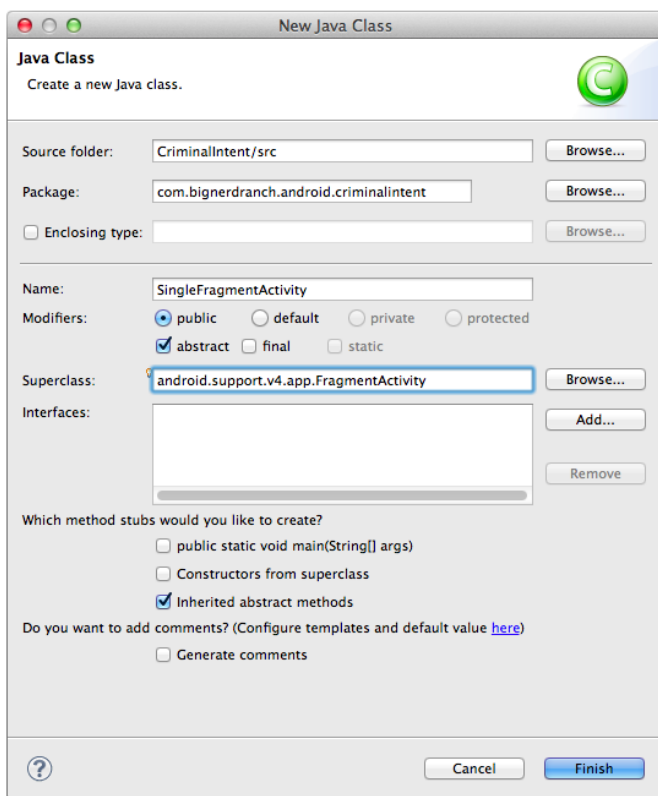 New Java Class
Java Class
Create a new Java class.
C
Source folder: CriminalIntent/src Browse...
Package: com.bignerdranch.android.criminalintent Browse...
Enclosing type: Browse...
Name: SingleFragmentActivity
Modifiers: public default private protected
abstract final static
Superclass: android.support.v4.app.FragmentActivity Browse...
Interfaces: Add...
Remove
Which method stubs would you like to create?
public static void main(String[] args)
Constructors from superclass
Inherited abstract methods
Do you want to add comments? (Configure templates and default value here)
Generate comments
? Cancel Finish